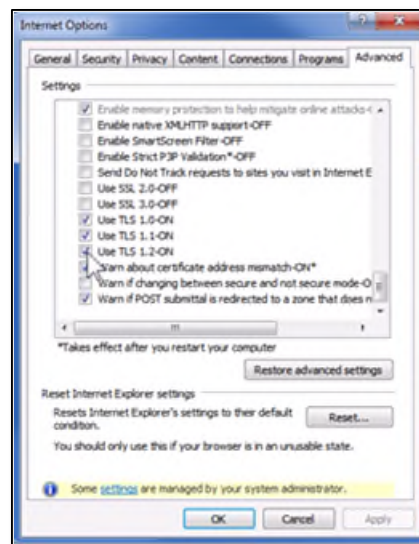 Internet Options
General Security Privacy Content Connections Programs Advanced
Settings
Enable memory protection to help mitigate online attacks
Enable native XMLHTTP support-OFF
Enable SmartScreen Filter-OFF
Enable Strict P3P Validation*-OFF
Send Do Not Track requests to sites you visit in Internet E
Use SSL 2.0-OFF
Use SSL 3.0-OFF
Use TLS 1.0-ON
Use TLS 1.1-ON
Use TLS 1.2-ON
Warn about certificate address mismatch-ON*
Warn if changing between secure and not secure mode-O
Warn if POST submittal is redirected to a zone that does n
*Takes effect after you restart your computer
Restore advanced settings
Reset Internet Explorer settings
Resets Internet Explorer's settings to their default
condition.
Reset...
You should only use this if your browser is in an unusable state.
Some settings are managed by your system administrator.
OK Cancel Apply